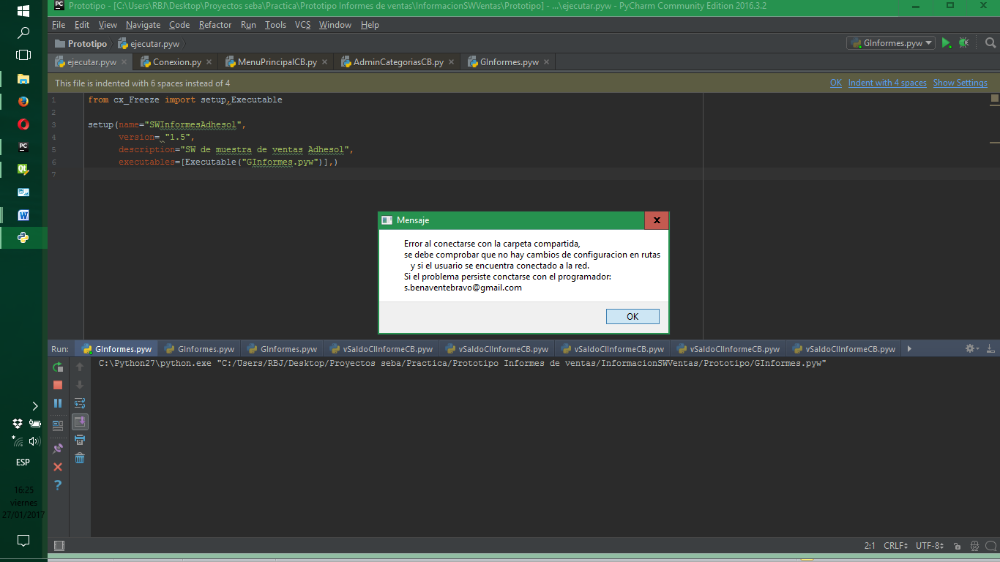 Prototipo - [C:\Users\RBJ\Desktop\Proyectos seba\Practica\Prototipo Informes de ventas\InformacionSWVentas\Prototipo] - ...\ejecutar.pyw - PyCharm Community Edition 2016.3.2
File Edit View Navigate Code Refactor Run Tools VCS Window Help
Prototipo ejecutar.pyw GInformes.pyw
ejecutar.pyw Conexion.py MenuPrincipalCB.py AdminCategoriasCB.py GInformes.pyw
This file is indented with 6 spaces instead of 4 OK Indent with 4 spaces Show Settings
1 from cx_Freeze import setup,Executable
2
3 setup(name="SWInformesAdhesol",
4 version= "1.5",
5 description="SW de muestra de ventas Adhesol",
6 executables=[Executable("GInformes.pyw")],)
7
Mensaje
Error al conectarse con la carpeta compartida,
se debe comprobar que no hay cambios de configuracion en rutas
y si el usuario se encuentra conectado a la red.
Si el problema persiste conctarse con el programador:
s.benaventebravo@gmail.com
OK
Run: GInformes.pyw GInformes.pyw GInformes.pyw vSaldoClInformeCB.pyw vSaldoClInformeCB.pyw vSaldoClInformeCB.pyw vSaldoClInformeCB.pyw vSaldoClInformeCB.pyw
C:\Python27\python.exe "C:/Users/RBJ/Desktop/Proyectos seba/Practica/Prototipo Informes de ventas/InformacionSWVentas/Prototipo/GInformes.pyw"
ESP
16:25
viernes
27/01/2017
2:1 CRLF UTF-8